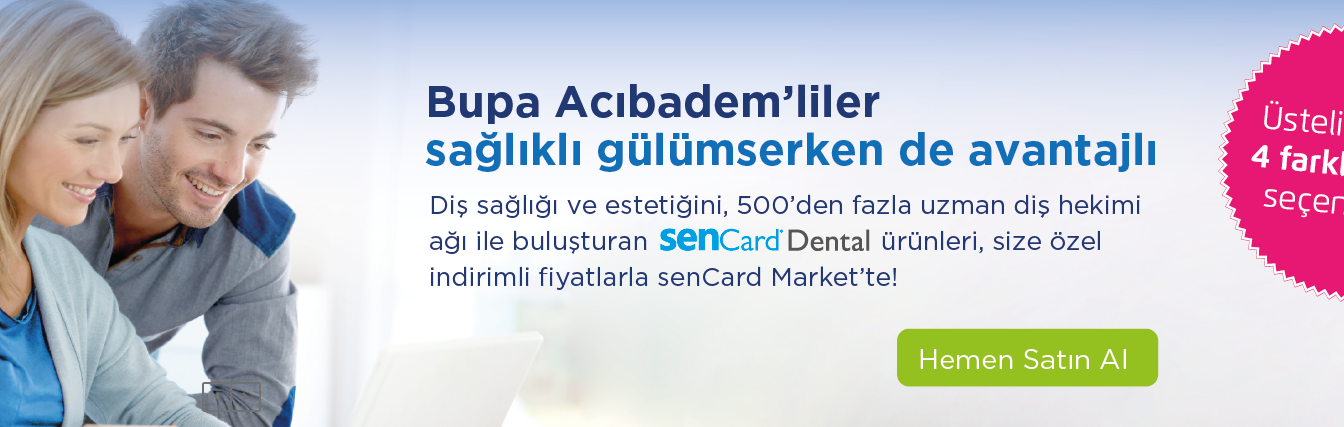 Bupa Acıbadem'liler
sağlıklı gülümserken de avantajlı
Diş sağlığı ve estetiğini, 500'den fazla uzman diş hekimi
ağı ile buluşturan senCard Dental ürünleri, size özel
indirimli fiyatlarla senCard Market'te!
Hemen Satın Al
4